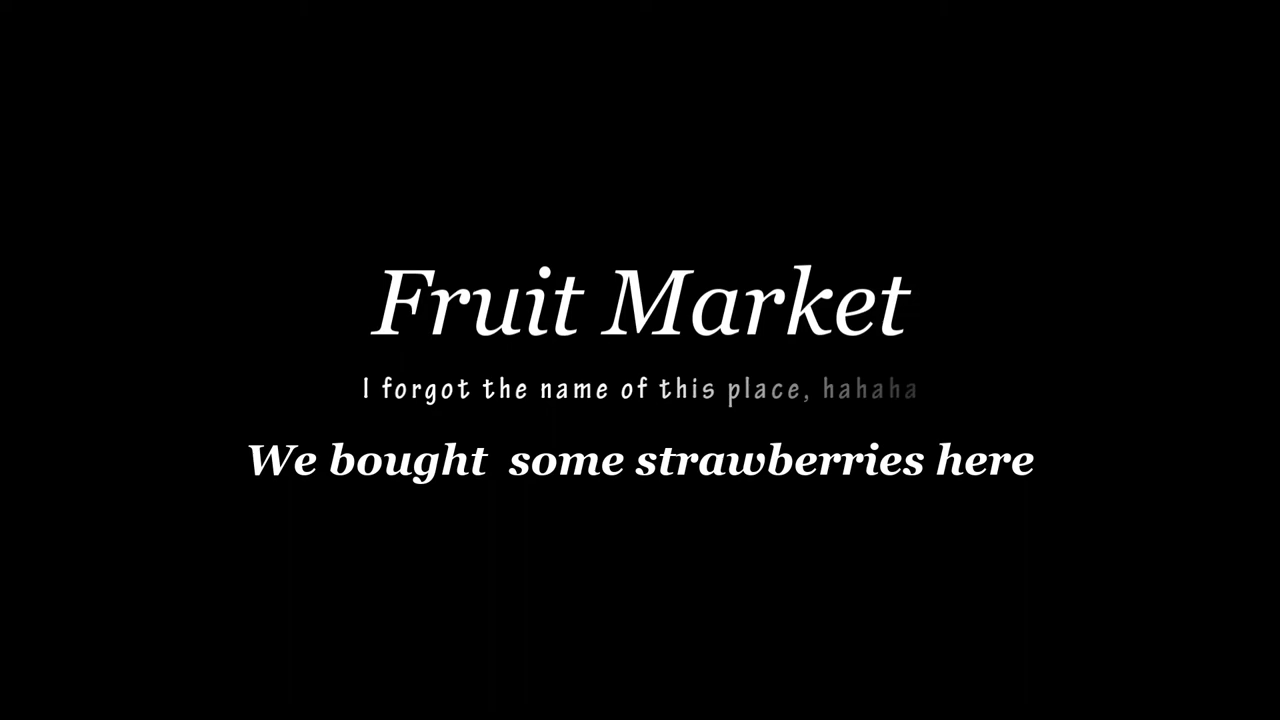 Fruit Market
I forgot the name of this place, hahaha
We bought  some strawberries here